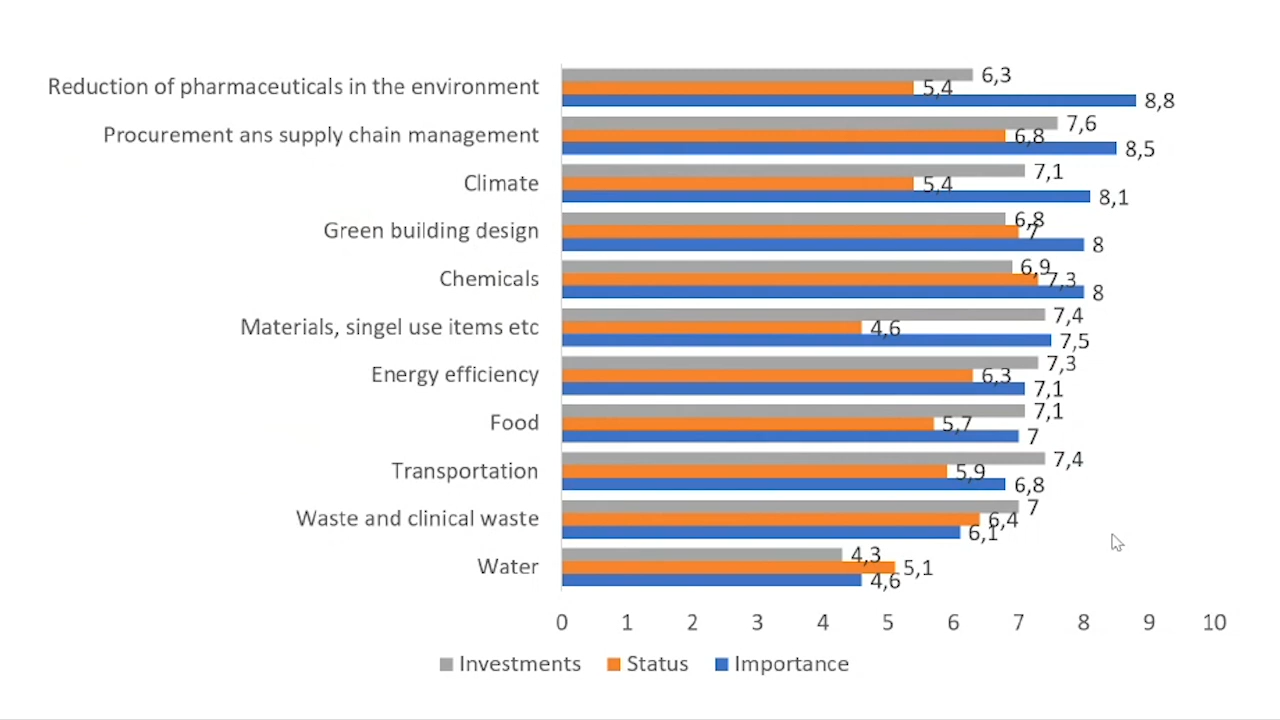 Reduction of pharmaceuticals in the environment
6,3
5,4
8,8
Procurement ans supply chain management
7,6
6,8
8,5
Climate
7,1
5,4
8,1
Green building design
6,8
7
8
Chemicals
6,9
7,3
8
Materials, singel use items etc
7,4
4,6
7,5
Energy efficiency
7,3
6,3
7,1
Food
7,1
5,7
7
Transportation
7,4
5,9
6,8
Waste and clinical waste
7
6,4
6,1
Water
4,3
5,1
4,6
0 1 2 3 4 5 6 7 8 9 10
Investments Status Importance